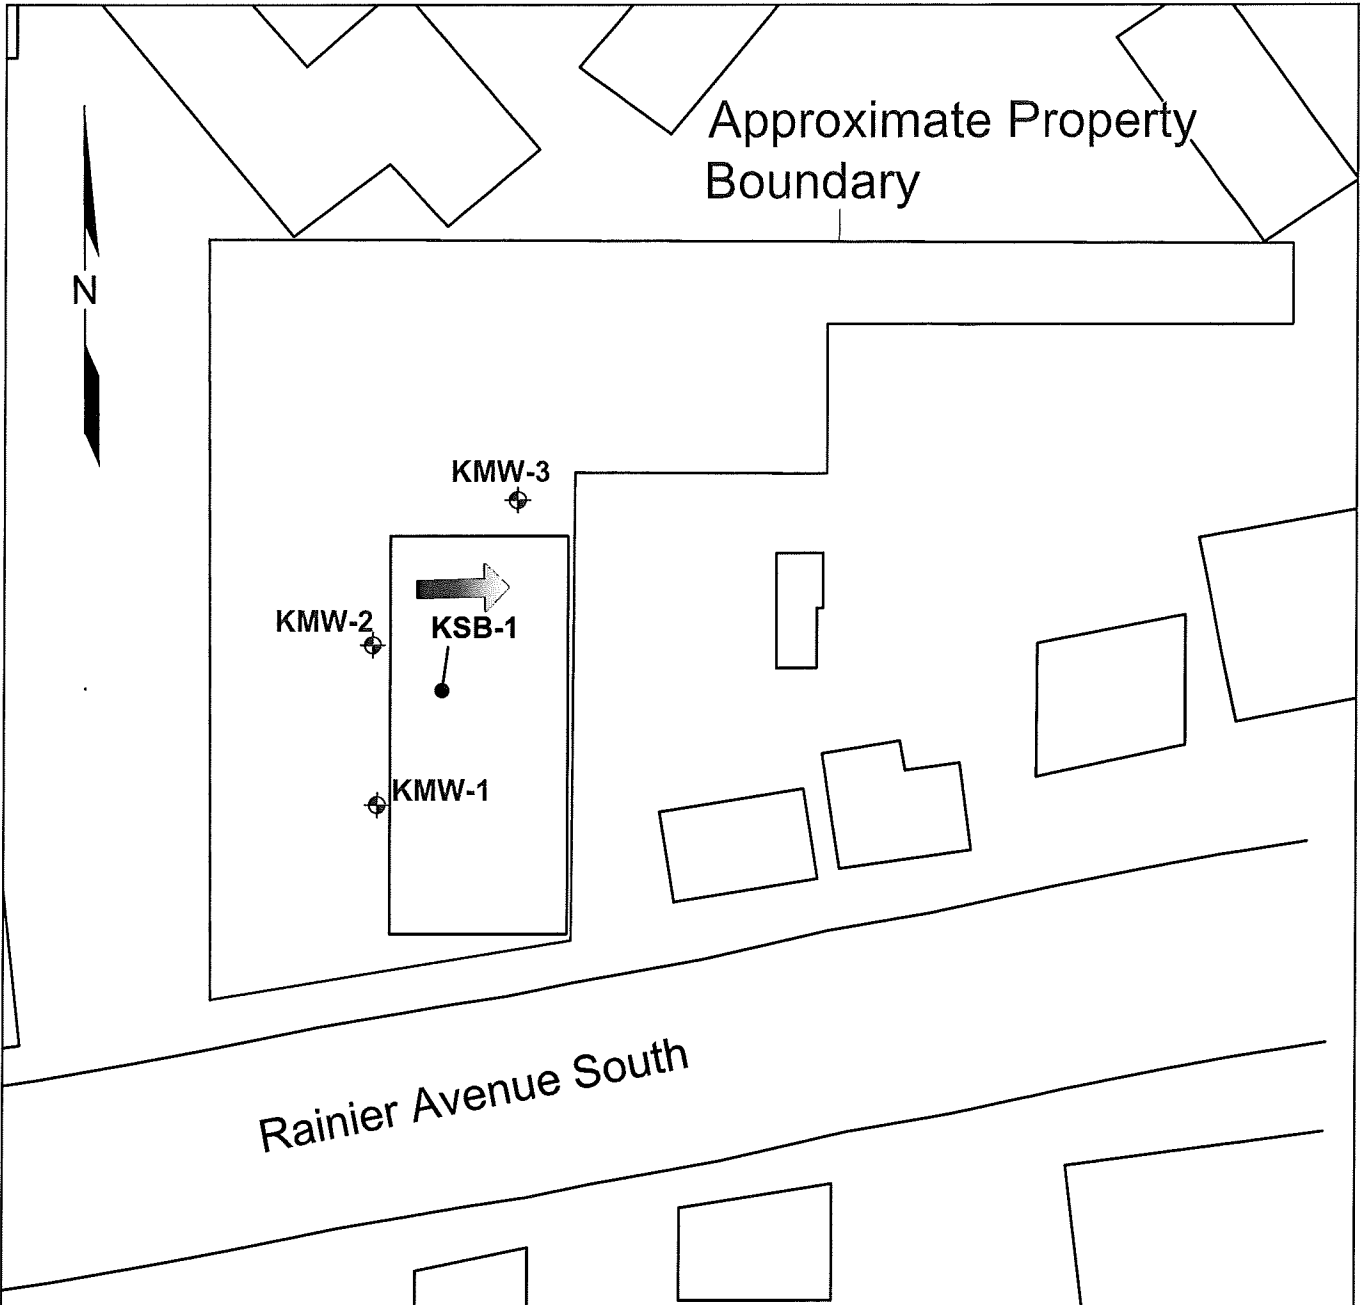 Approximate Property
Boundary
N
KMW-3
KMW-2
KSB-1
KMW-1
Rainier Avenue South